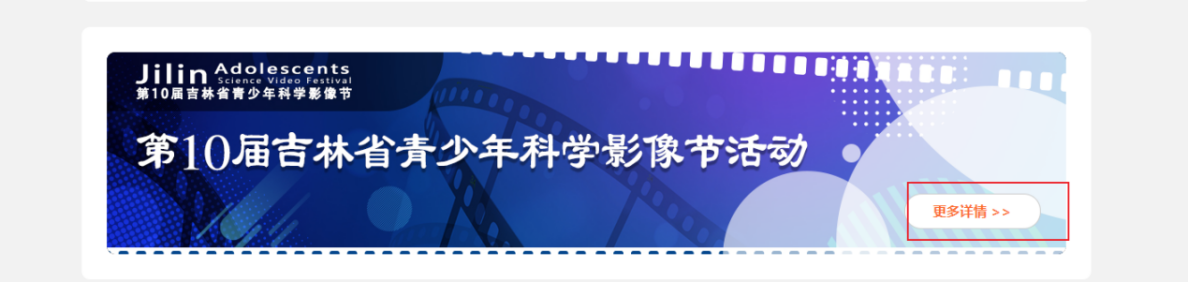 Jilin Adolescents
Science Video Festival
第10届吉林省青少年科学影像节
第10届吉林省青少年科学影像节活动
更多详情 >>